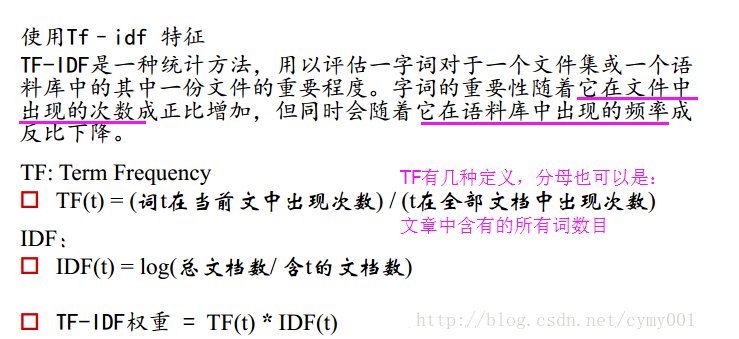 使用Tf–idf 特征
TF-IDF是一种统计方法，用以评估一字词对于一个文件集或一个语
料库中的其中一份文件的重要程度。字词的重要性随着它在文件中
出现的次数成正比增加，但同时会随着它在语料库中出现的频率成
反比下降。
TF: Term Frequency
TF有几种定义，分母也可以是：
TF(t) = (词t在当前文中出现次数) / (t在全部文档中出现次数)
文章中含有的所有词数目
IDF：
IDF(t) = log(总文档数/ 含t的文档数)
TF-IDF权重 = TF(t) * IDF(t)
http://blog.csdn.net/cymy001